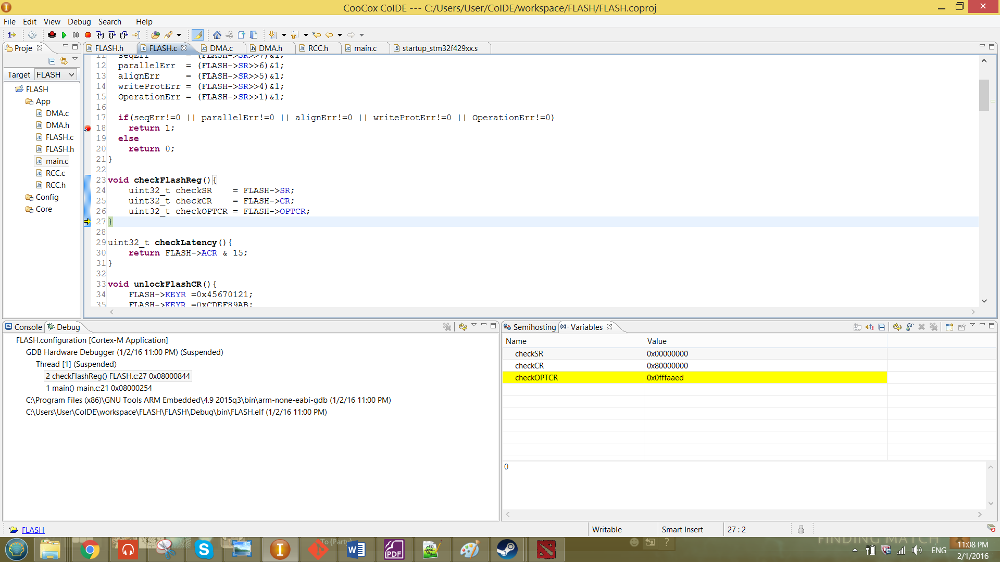 CooCox CoIDE --- C:/Users/User/CoIDE/workspace/FLASH/FLASH.coproj
File Edit View Debug Search Help
Proje
FLASH.h FLASH.c DMA.c DMA.h RCC.h main.c startup_stm32f429xx.s
Target FLASH
FLASH
App
DMA.c
DMA.h
FLASH.c
FLASH.h
main.c
RCC.c
RCC.h
Config
Core
11 seqErr = (FLASH->SR>>7)&1;
12 parallelErr = (FLASH->SR>>6)&1;
13 alignErr = (FLASH->SR>>5)&1;
14 writeProtErr = (FLASH->SR>>4)&1;
15 OperationErr = (FLASH->SR>>1)&1;
16
17 if(seqErr!=0 || parallelErr!=0 || alignErr!=0 || writeProtErr!=0 || OperationErr!=0)
18 return 1;
19 else
20 return 0;
21 }
22
23 void checkFlashReg(){
24 uint32_t checkSR = FLASH->SR;
25 uint32_t checkCR = FLASH->CR;
26 uint32_t checkOPTCR = FLASH->OPTCR;
27 }
28
29 uint32_t checkLatency(){
30 return FLASH->ACR & 15;
31 }
32
33 void unlockFlashCR(){
34 FLASH->KEYR =0x45670121;
35 FLASH->KEYR =0xCDEF89AB;
Console Debug
FLASH.configuration [Cortex-M Application]
GDB Hardware Debugger (1/2/16 11:00 PM) (Suspended)
Thread [1] (Suspended)
2 checkFlashReg() FLASH.c:27 0x08000844
1 main() main.c:21 0x08000254
C:\Program Files (x86)\GNU Tools ARM Embedded\4.9 2015q3\bin\arm-none-eabi-gdb (1/2/16 11:00 PM)
C:\Users\User\CoIDE\workspace\FLASH\FLASH\Debug\bin\FLASH.elf (1/2/16 11:00 PM)
Semihosting Variables
Name Value
checkSR 0x00000000
checkCR 0x80000000
checkOPTCR 0x0fffaaed
0
FLASH
Writable Smart Insert 27 : 2
FINDING MATCH
To (Party)
PDF
ENG
11:08 PM
2/1/2016